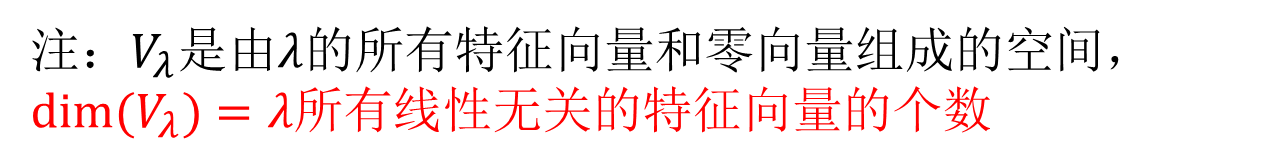 注：𝑉_𝜆是由𝜆的所有特征向量和零向量组成的空间，
dim(𝑉_𝜆) = 𝜆所有线性无关的特征向量的个数